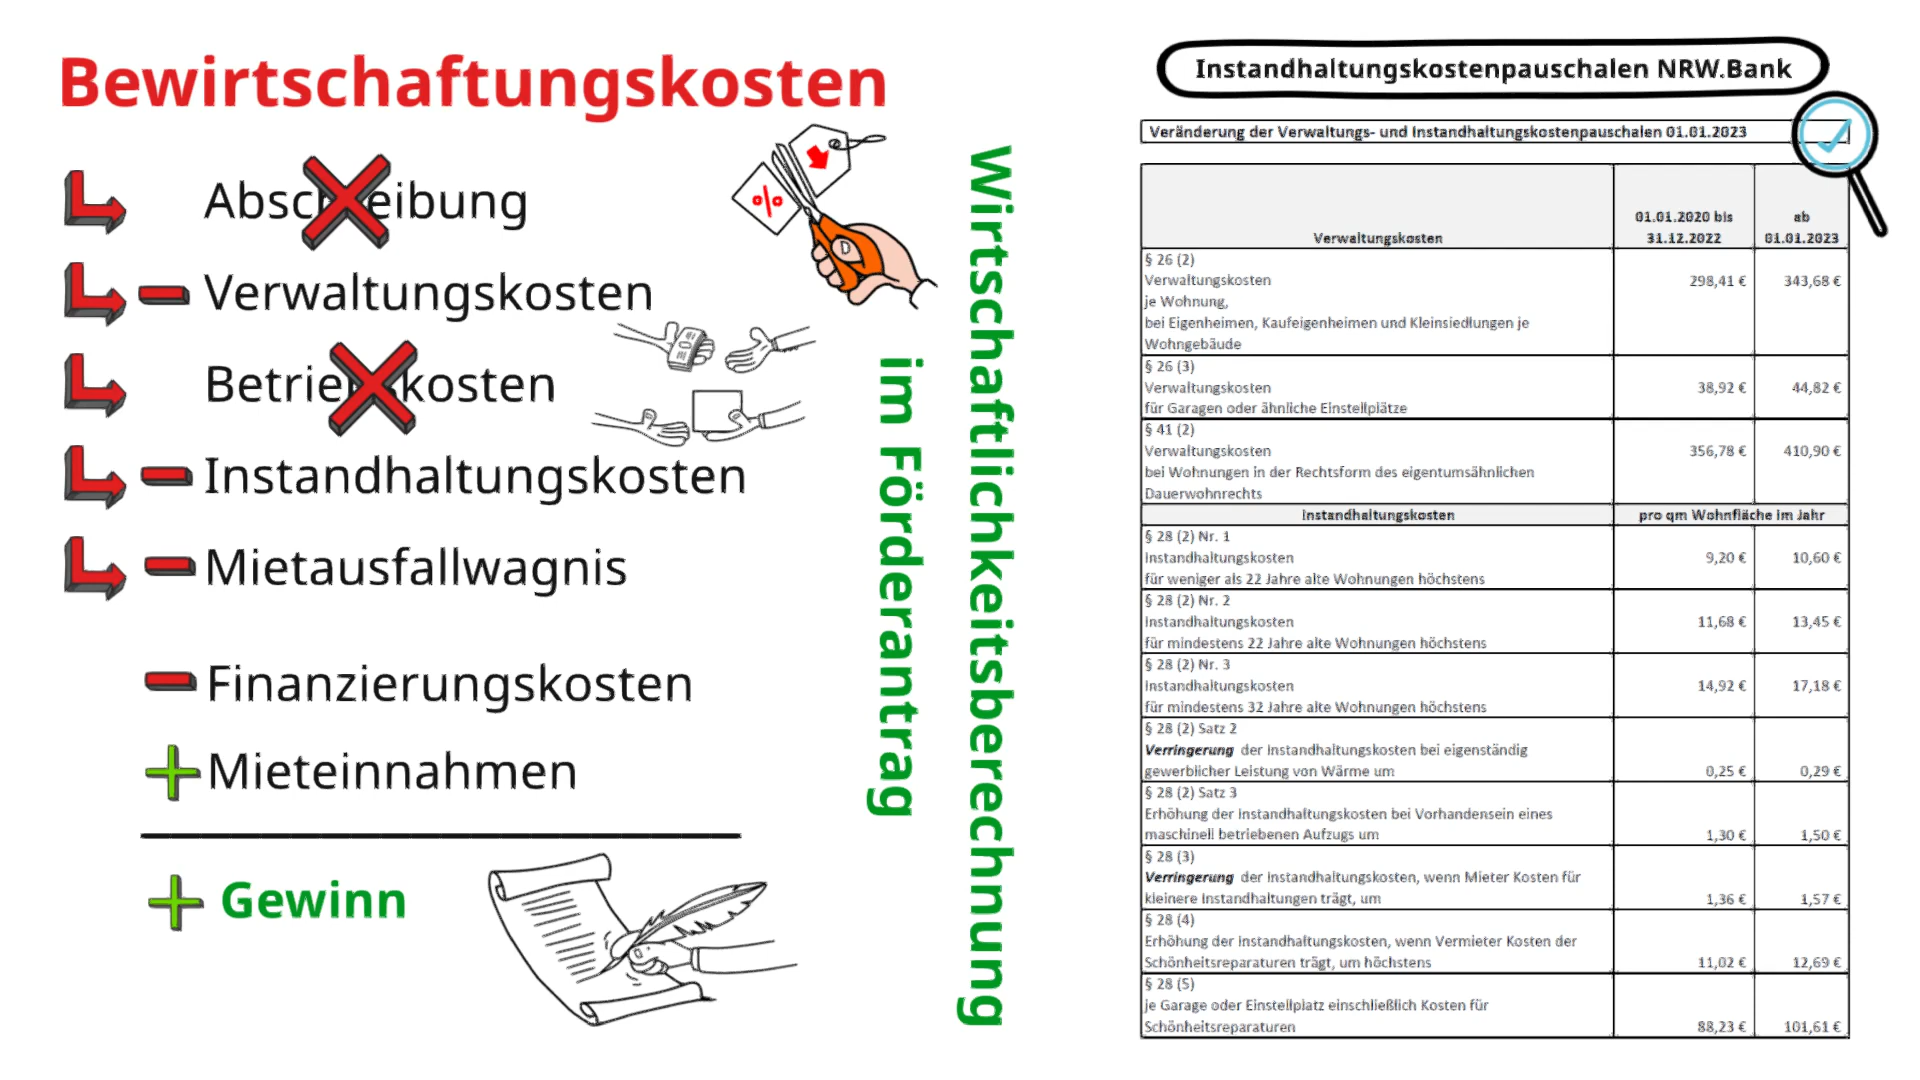 Bewirtschaftungskosten
Abschreibung
Verwaltungskosten
Betriebskosten
Instandhaltungskosten
Mietausfallwagnis
Finanzierungskosten
Mieteinnahmen
Gewinn
%
Wirtschaftlichkeitsberechnung
im Förderantrag
Instandhaltungskostenpauschalen NRW.Bank
Veränderung der Verwaltungs- und Instandhaltungskostenpauschalen 01.01.2023
Verwaltungskosten 01.01.2020 bis 31.12.2022 ab 01.01.2023
§ 26 (2)
Verwaltungskosten 298,41 € 343,68 €
je Wohnung,
bei Eigenheimen, Kaufeigenheimen und Kleinsiedlungen je
Wohngebäude
§ 26 (3)
Verwaltungskosten 38,92 € 44,82 €
für Garagen oder ähnliche Einstellplätze
§ 41 (2)
Verwaltungskosten 356,78 € 410,90 €
bei Wohnungen in der Rechtsform des eigentumsähnlichen
Dauerwohnrechts
Instandhaltungskosten pro qm Wohnfläche im Jahr
§ 28 (2) Nr. 1
Instandhaltungskosten 9,20 € 10,60 €
für weniger als 22 Jahre alte Wohnungen höchstens
§ 28 (2) Nr. 2
Instandhaltungskosten 11,68 € 13,45 €
für mindestens 22 Jahre alte Wohnungen höchstens
§ 28 (2) Nr. 3
Instandhaltungskosten 14,92 € 17,18 €
für mindestens 32 Jahre alte Wohnungen höchstens
§ 28 (2) Satz 2
Verringerung der Instandhaltungskosten bei eigenständig
gewerblicher Leistung von Wärme um 0,25 € 0,29 €
§ 28 (2) Satz 3
Erhöhung der Instandhaltungskosten bei Vorhandensein eines
maschinell betriebenen Aufzugs um 1,30 € 1,50 €
§ 28 (3)
Verringerung der Instandhaltungskosten, wenn Mieter Kosten für
kleinere Instandhaltungen trägt, um 1,36 € 1,57 €
§ 28 (4)
Erhöhung der Instandhaltungskosten, wenn Vermieter Kosten der
Schönheitsreparaturen trägt, um höchstens 11,02 € 12,69 €
§ 28 (5)
je Garage oder Einstellplatz einschließlich Kosten für
Schönheitsreparaturen 88,23 € 101,61 €